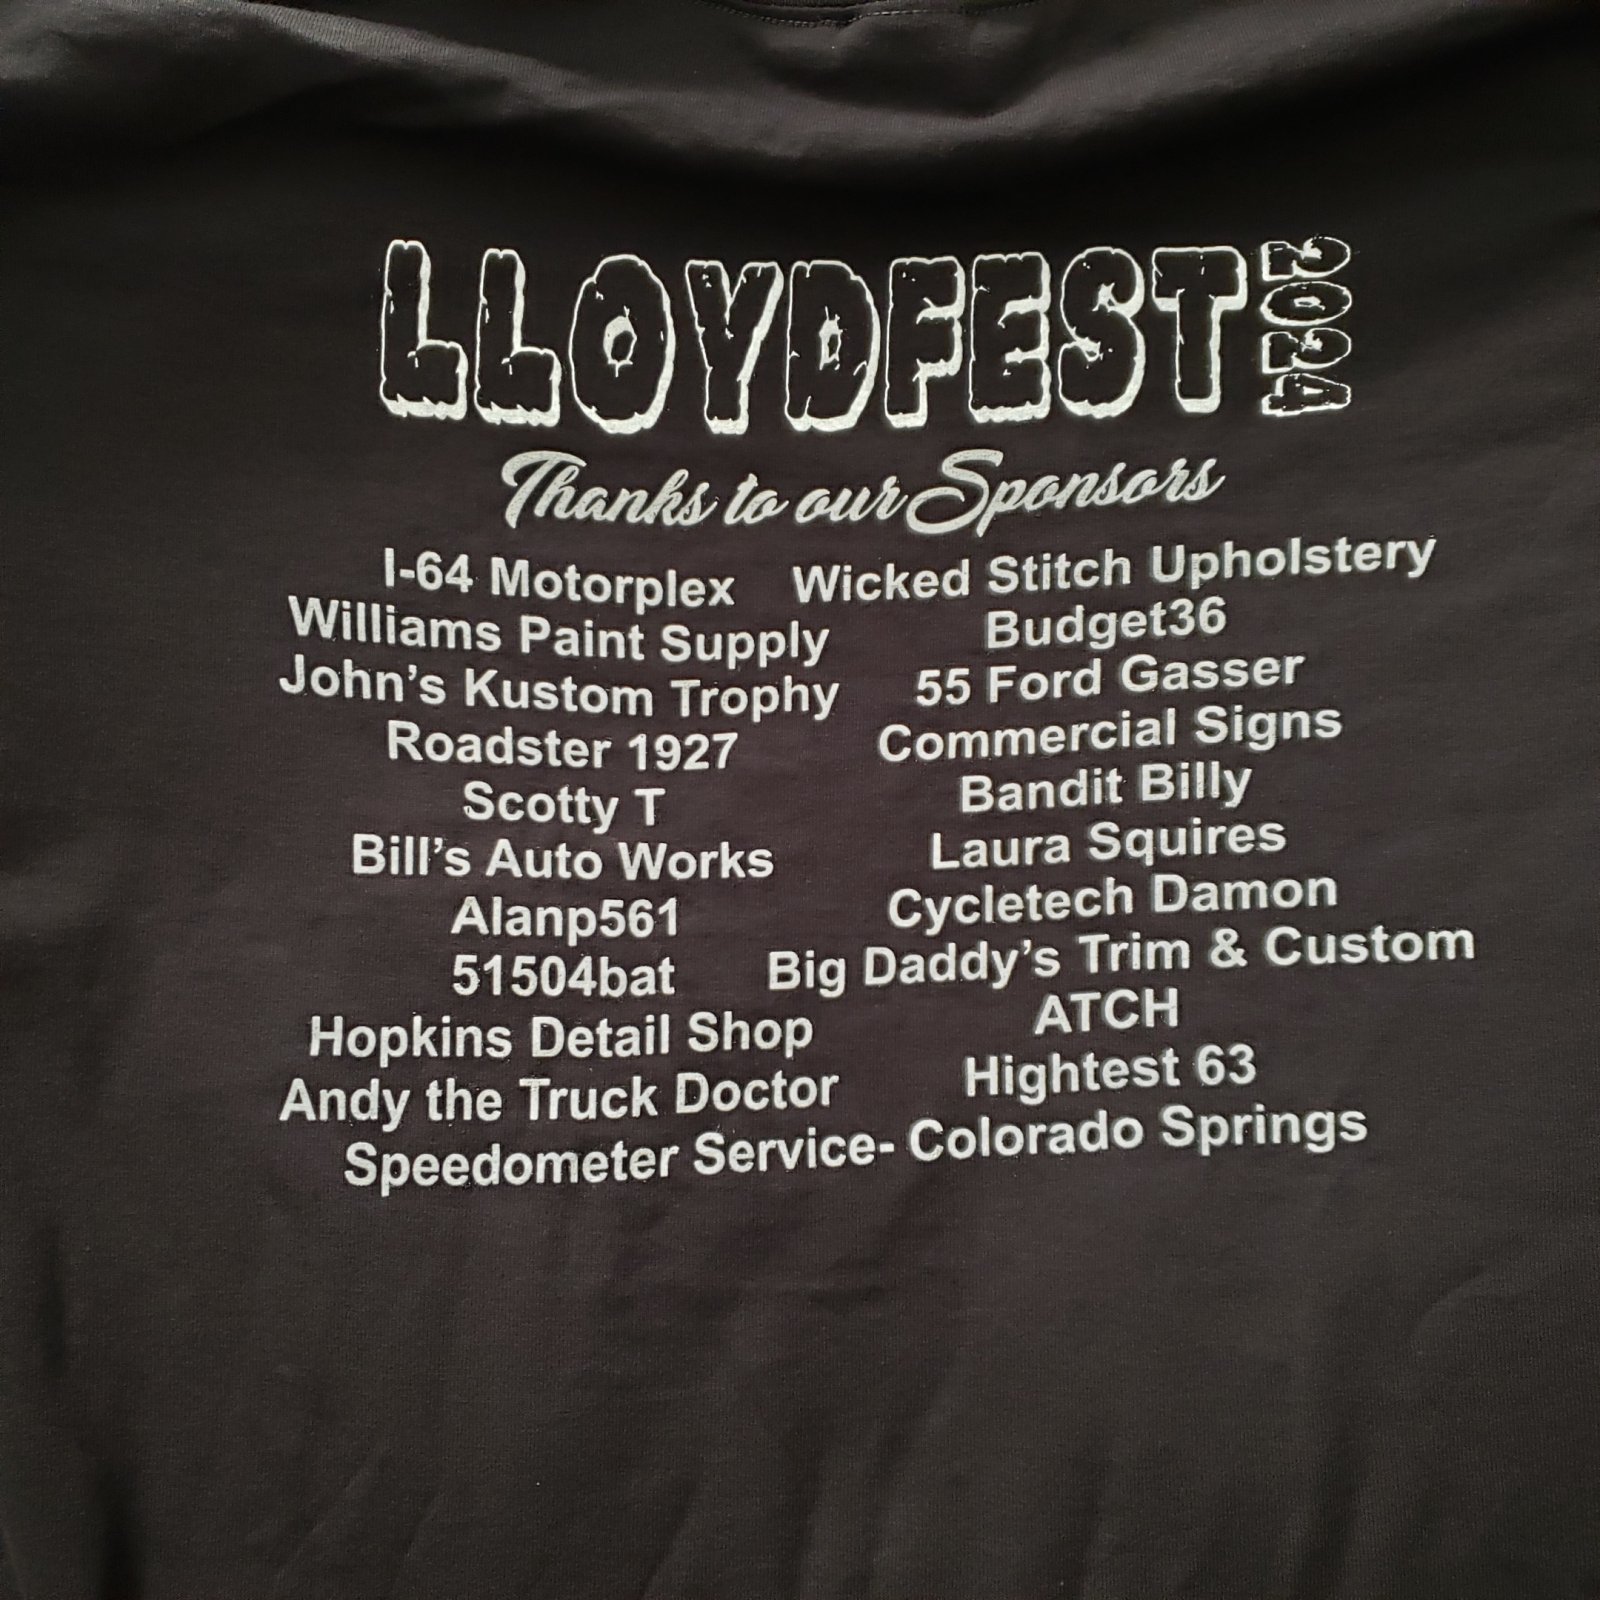 LLOYDFEST 2024
Thanks to our Sponsors
I-64 Motorplex
Williams Paint Supply
John's Kustom Trophy
Roadster 1927
Scotty T
Bill's Auto Works
Alanp561
51504bat
Hopkins Detail Shop
Andy the Truck Doctor
Wicked Stitch Upholstery
Budget36
55 Ford Gasser
Commercial Signs
Bandit Billy
Laura Squires
Cycletech Damon
Big Daddy's Trim & Custom
ATCH
Hightest 63
Speedometer Service- Colorado Springs